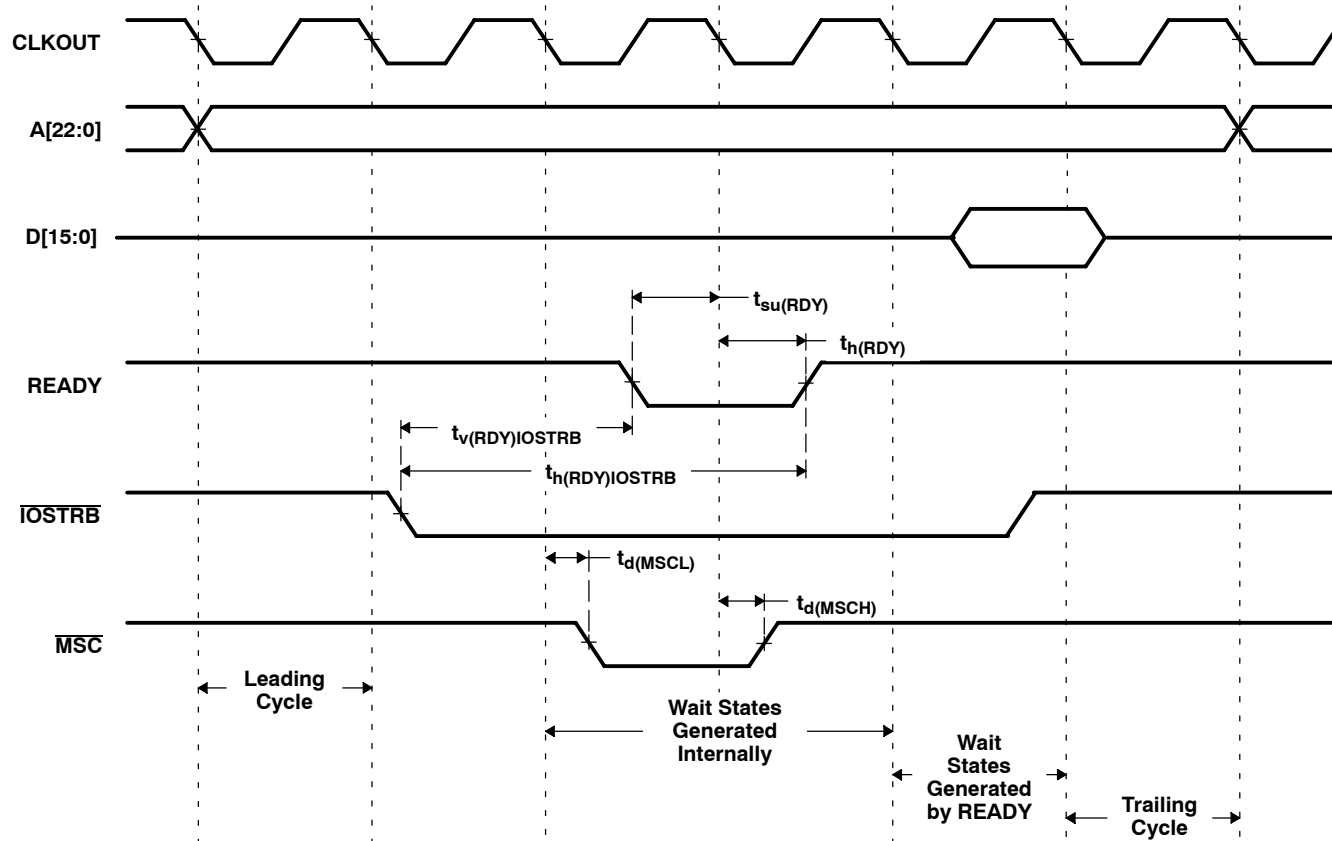 CLKOUT
A[22:0]
D[15:0]
tsu(RDY)
th(RDY)
READY
tv(RDY)IOSTRB
th(RDY)IOSTRB
IOSTRB
td(MSCL)
td(MSCH)
MSC
Leading
Cycle
Wait States
Generated
Internally
Wait
States
Generated
by READY
Trailing
Cycle